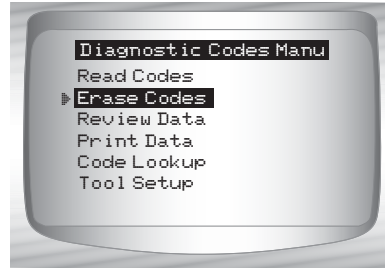 Diagnostic Codes Manu
Read Codes
Erase Codes
Review Data
Print Data
Code Lookup
Tool Setup